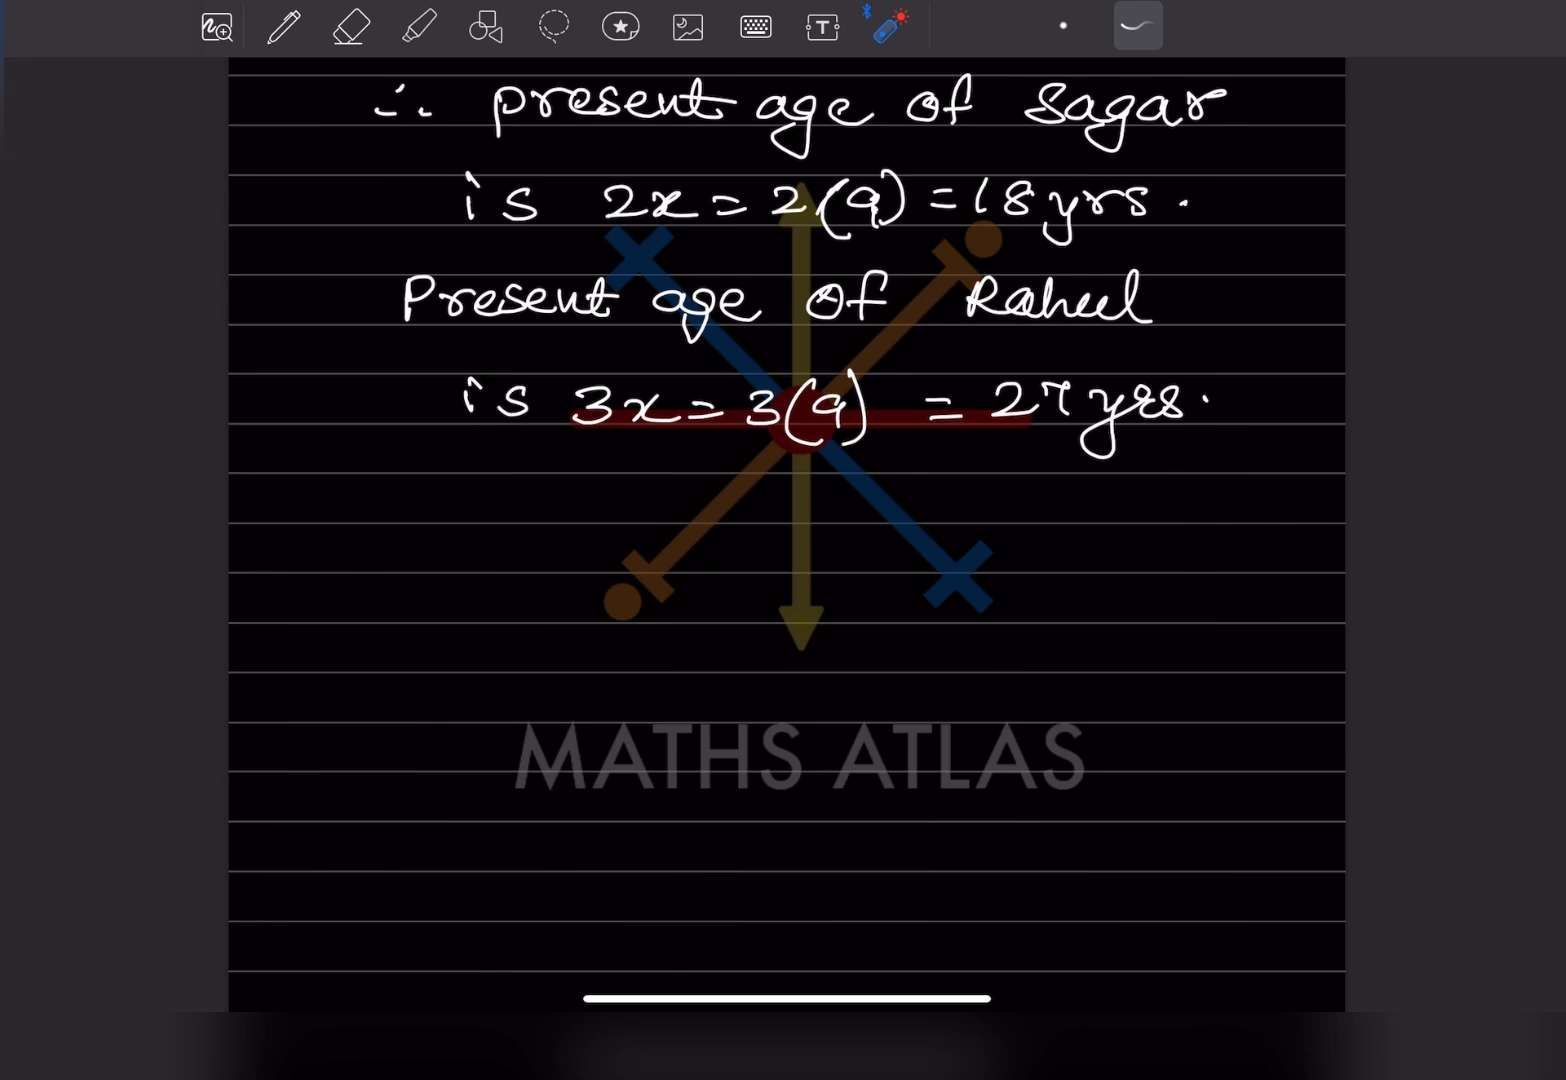 ∴ present age of Sagar
is 2x = 2(9) = 18 yrs.
Present age of Rahul
is 3x = 3(9) = 27 yrs.
MATHS ATLAS